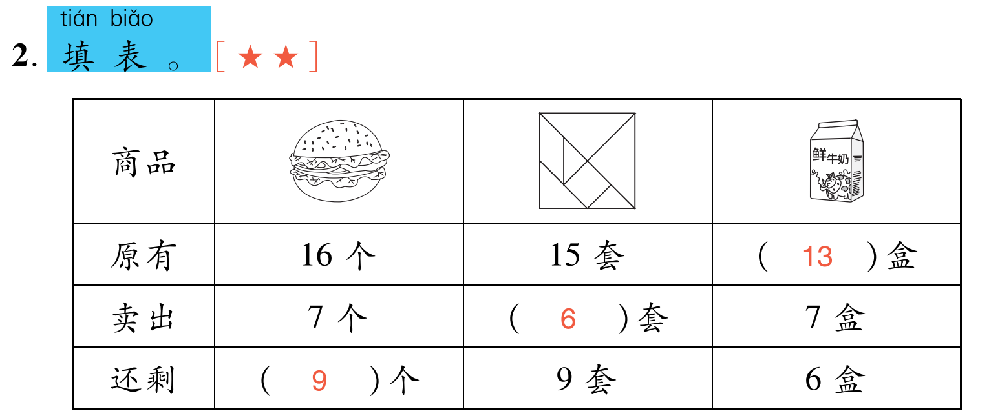 tián biǎo
2. 填表。[★★]
商品
鲜牛奶
原有 16 个 15 套 ( 13 )盒
卖出 7 个 ( 6 )套 7 盒
还剩 ( 9 )个 9 套 6 盒